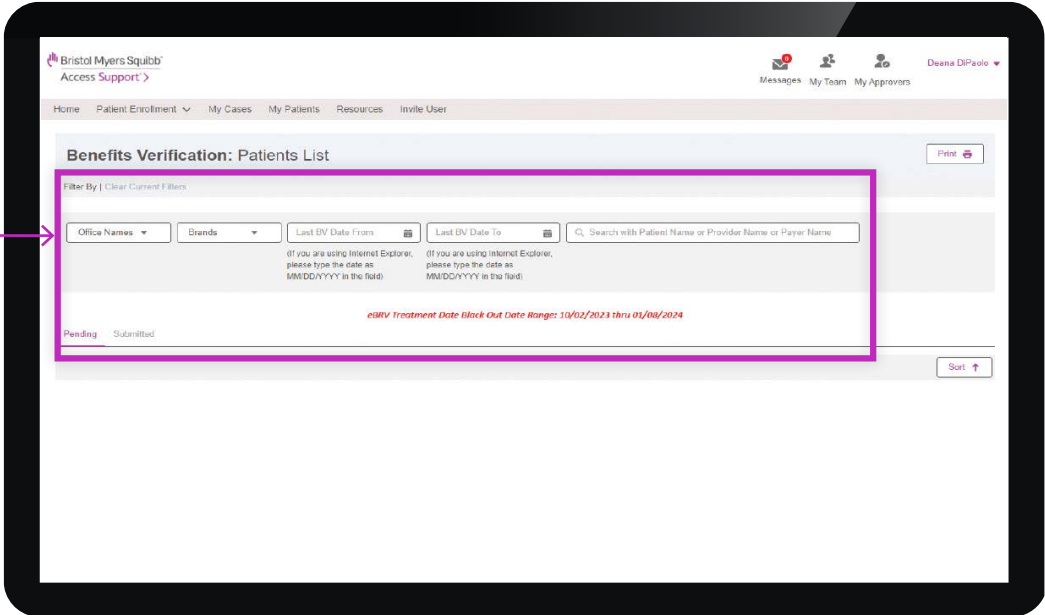 Bristol Myers Squibb™
Access Support >
0
Messages My Team My Approvers
Deana DiPaolo
Home Patient Enrollment My Cases My Patients Resources Invite User
Benefits Verification: Patients List
Print
Filter By | Clear Current Filters
Office Names Brands Last BV Date From Last BV Date To Search with Patient Name or Provider Name or Payer Name
(If you are using Internet Explorer,
please type the date as
MM/DD/YYYY in the field)
(If you are using Internet Explorer,
please type the date as
MM/DD/YYYY in the field)
eBRV Treatment Date Black Out Date Range: 10/02/2023 thru 01/08/2024
Pending Submitted
Sort